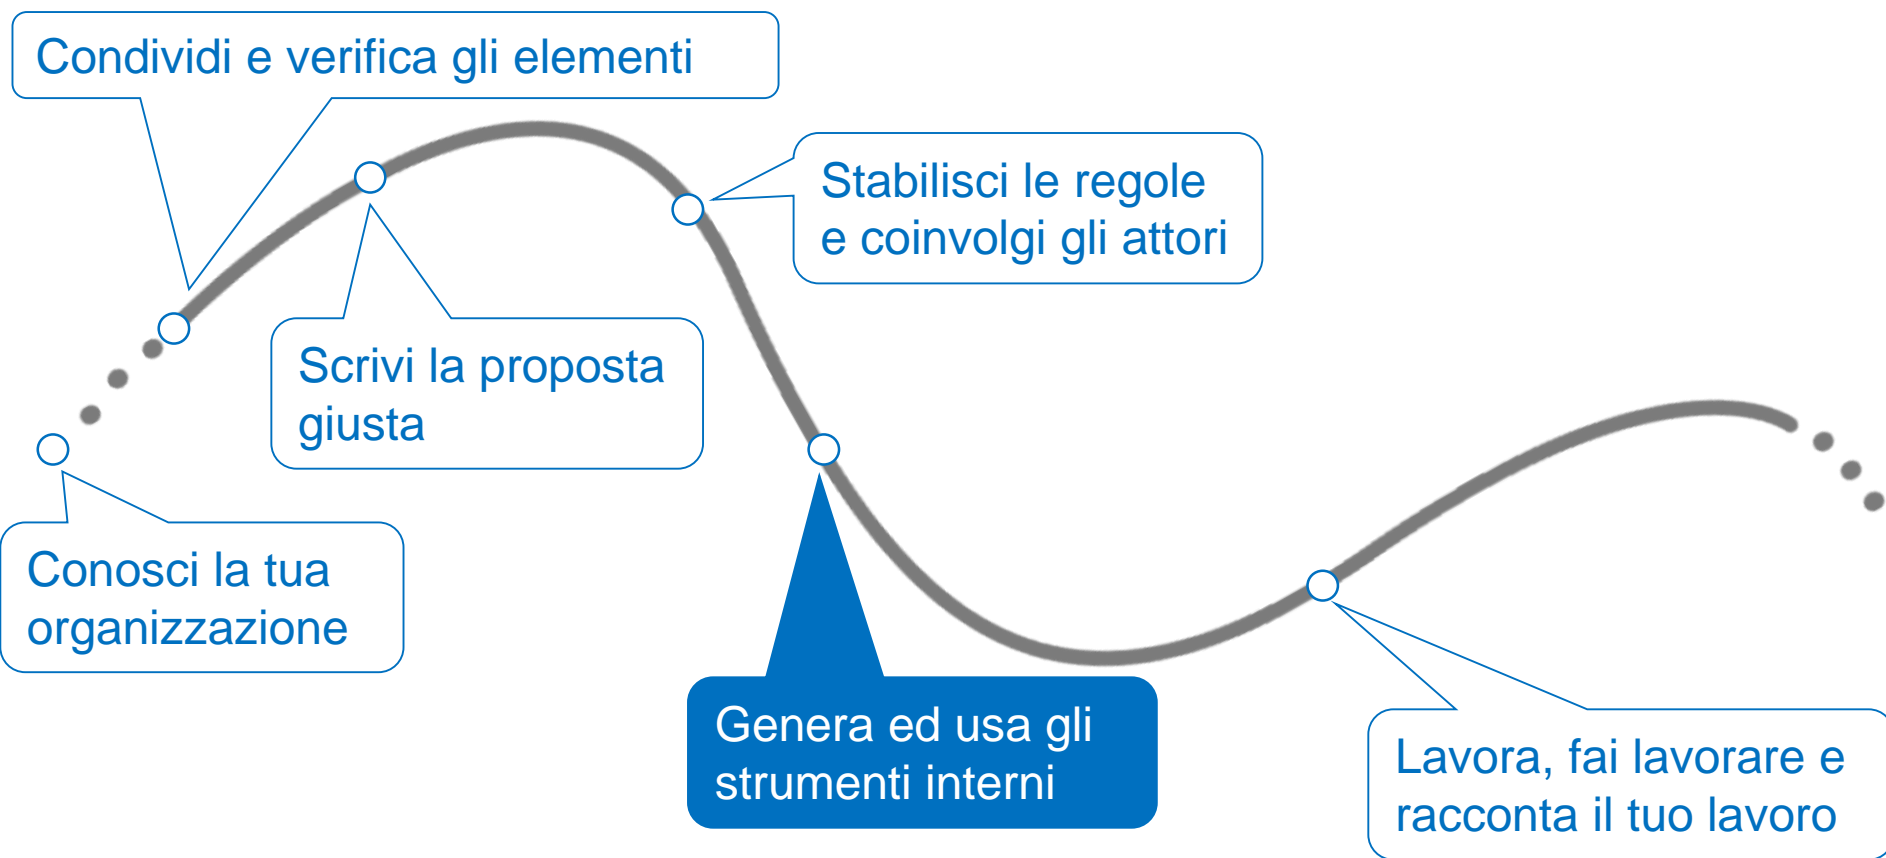 Condividi e verifica gli elementi
Stabilisci le regole
e coinvolgi gli attori
Scrivi la proposta
giusta
Conosci la tua
organizzazione
Genera ed usa gli
strumenti interni
Lavora, fai lavorare e
racconta il tuo lavoro